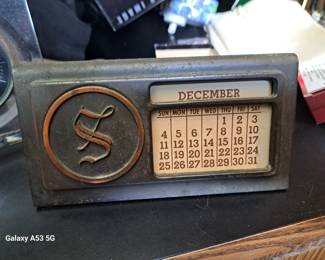 DECEMBER
SUN MON TUE WED THU FRI SAT
1 2 3
4 5 6 7 8 9 10
11 12 13 14 15 16 17
18 19 20 21 22 23 24
25 26 27 28 29 30 31
S
Galaxy A53 5G